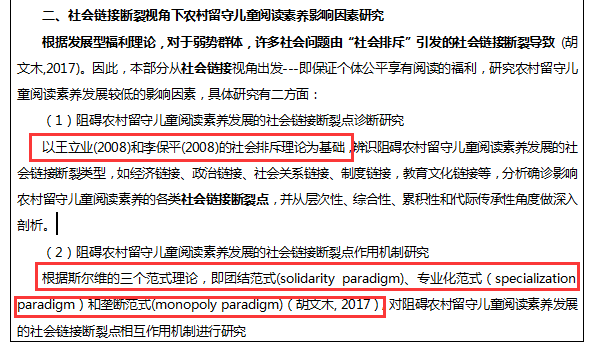 二、社会链接断裂视角下农村留守儿童阅读素养影响因素研究
根据发展型福利理论，对于弱势群体，许多社会问题由“社会排斥”引发的社会链接断裂导致 (胡
文木,2017)。因此，本部分从社会链接视角出发---即保证个体公平享有阅读的福利，研究农村留守儿
童阅读素养发展较低的影响因素，具体研究有二方面：
（1）阻碍农村留守儿童阅读素养发展的社会链接断裂点诊断研究
以王立业(2008)和李保平(2008)的社会排斥理论为基础，辨识阻碍农村留守儿童阅读素养发展的社
会链接断裂类型，如经济链接、政治链接、社会关系链接、制度链接，教育文化链接等，分析确诊影响
农村留守儿童阅读素养的各类社会链接断裂点，并从层次性、综合性、累积性和代际传承性角度做深入
剖析。
（2）阻碍农村留守儿童阅读素养发展的社会链接断裂点作用机制研究
根据斯尔维的三个范式理论，即团结范式(solidarity paradigm)、专业化范式（specialization
paradigm）和垄断范式(monopoly paradigm)（胡文木, 2017），对阻碍农村留守儿童阅读素养发展
的社会链接断裂点相互作用机制进行研究